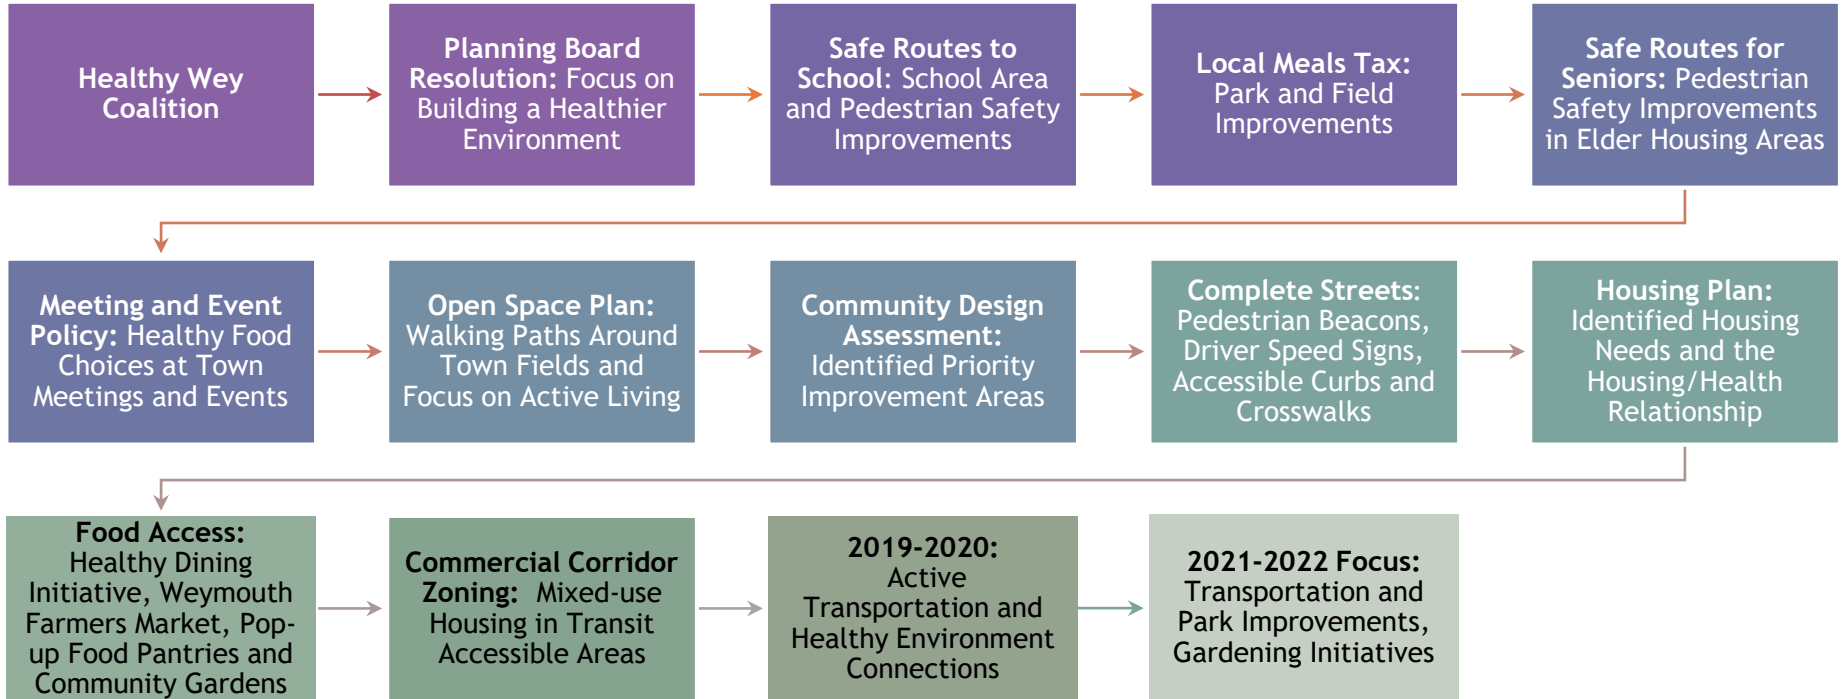 Healthy Wey
Coalition
Planning Board
Resolution: Focus on
Building a Healthier
Environment
Safe Routes to
School: School Area
and Pedestrian Safety
Improvements
Local Meals Tax:
Park and Field
Improvements
Safe Routes for
Seniors: Pedestrian
Safety Improvements
in Elder Housing Areas
Meeting and Event
Policy: Healthy Food
Choices at Town
Meetings and Events
Open Space Plan:
Walking Paths Around
Town Fields and
Focus on Active Living
Community Design
Assessment:
Identified Priority
Improvement Areas
Complete Streets:
Pedestrian Beacons,
Driver Speed Signs,
Accessible Curbs and
Crosswalks
Housing Plan:
Identified Housing
Needs and the
Housing/Health
Relationship
Food Access:
Healthy Dining
Initiative, Weymouth
Farmers Market, Pop-
up Food Pantries and
Community Gardens
Commercial Corridor
Zoning: Mixed-use
Housing in Transit
Accessible Areas
2019-2020:
Active
Transportation and
Healthy Environment
Connections
2021-2022 Focus:
Transportation and
Park Improvements,
Gardening Initiatives